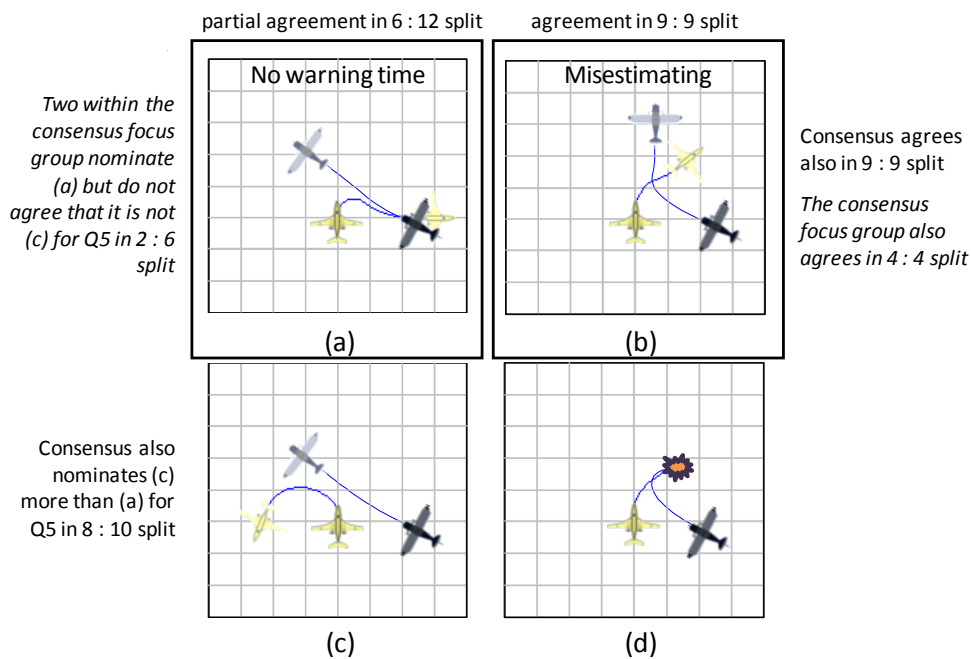 partial agreement in 6 : 12 split
agreement in 9 : 9 split
No warning time
Misestimating
Two within the
consensus focus
group nominate
(a) but do not
agree that it is not
(c) for Q5 in 2 : 6
split
Consensus agrees
also in 9 : 9 split
The consensus
focus group also
agrees in 4 : 4 split
(a)
(b)
Consensus also
nominates (c)
more than (a) for
Q5 in 8 : 10 split
(c)
(d)